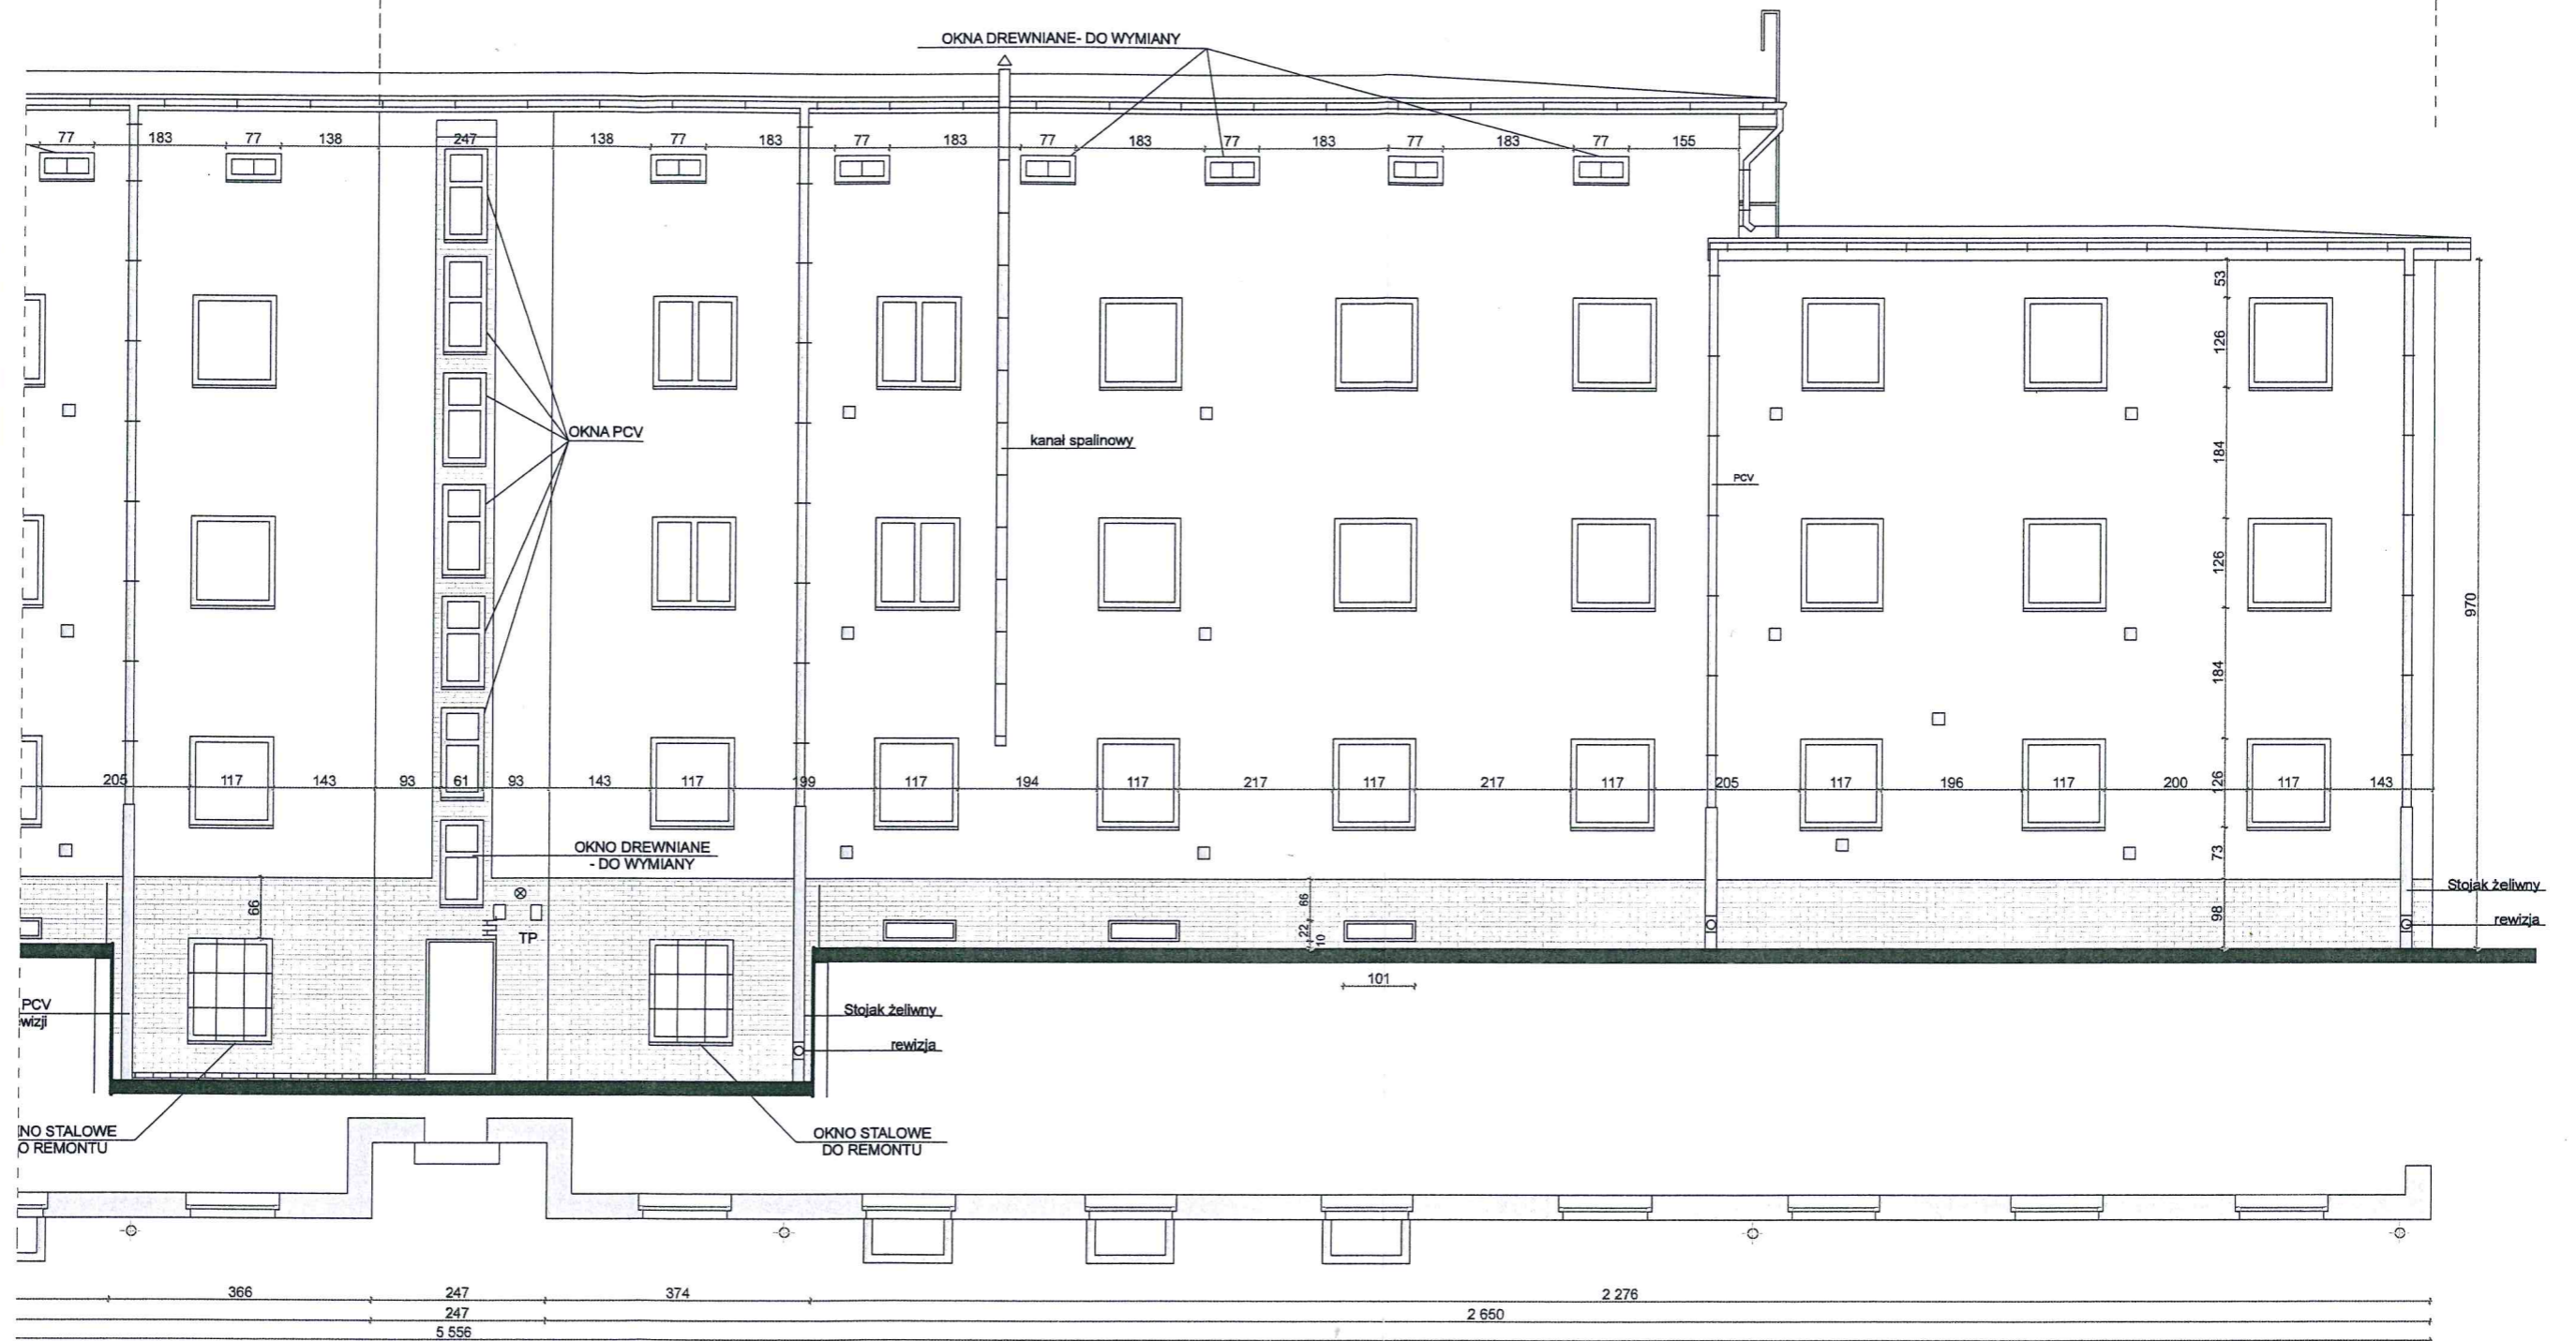 OKNA DREWNIANE- DO WYMIANY
77 183 77 138 247 138 77 183 77 183 77 183 77 183 77 183 77 155
53
126
OKNA PCV
kanał spalinowy
184
PCV
126
970
184
205 117 143 93 61 93 143 117 199 117 194 117 217 117 217 117 205 117 196 117 200 117 143
126
OKNO DREWNIANE
- DO WYMIANY
73
66
66
98
Stojak żeliwny
rewizja
TP
22
10
101
PCV
wizji
Stojak żeliwny
rewizja
NO STALOWE
O REMONTU
OKNO STALOWE
DO REMONTU
366 247 374 2 276
247 2 650
5 556